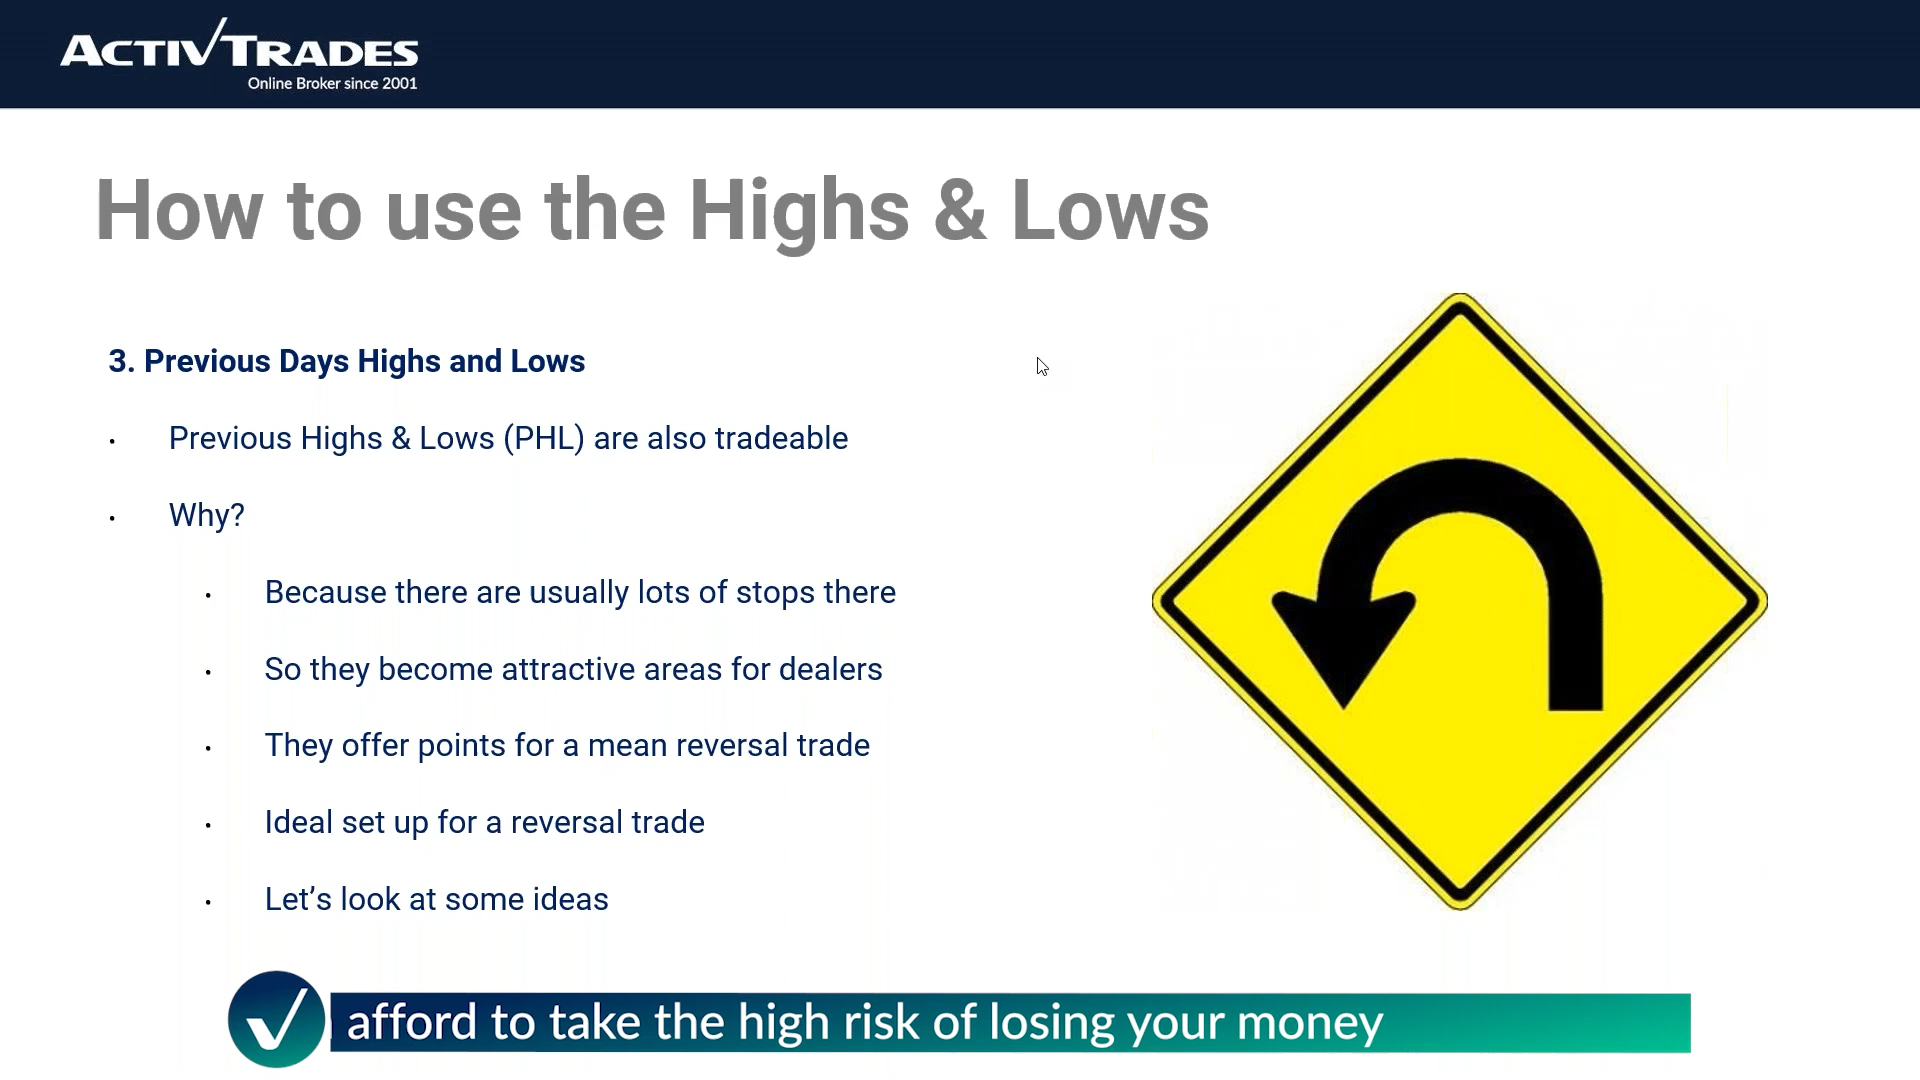 ACTIVTRADES
Online Broker since 2001
How to use the Highs & Lows
3. Previous Days Highs and Lows
· Previous Highs & Lows (PHL) are also tradeable
· Why?
· Because there are usually lots of stops there
· So they become attractive areas for dealers
· They offer points for a mean reversal trade
· Ideal set up for a reversal trade
· Let’s look at some ideas
afford to take the high risk of losing your money